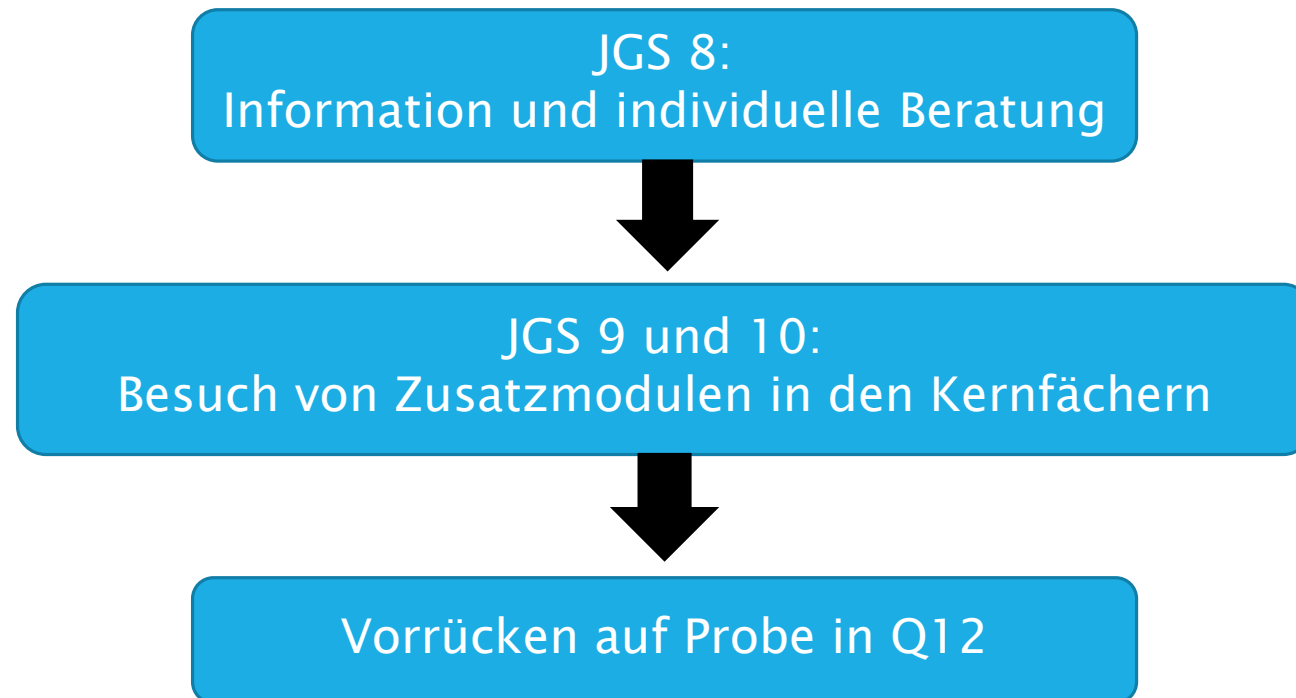 JGS 8:
Information und individuelle Beratung
JGS 9 und 10:
Besuch von Zusatzmodulen in den Kernfächern
Vorrücken auf Probe in Q12